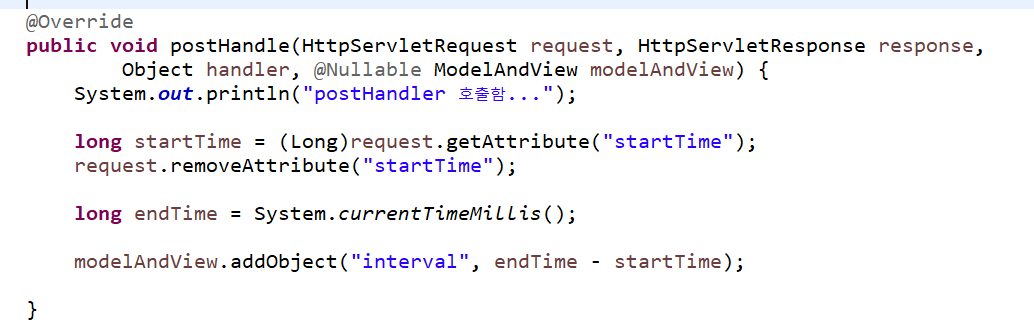 @Override
public void postHandle(HttpServletRequest request, HttpServletResponse response,
        Object handler, @Nullable ModelAndView modelAndView) {
    System.out.println("postHandler 호출함...");
    long startTime = (Long)request.getAttribute("startTime");
    request.removeAttribute("startTime");
    long endTime = System.currentTimeMillis();
    modelAndView.addObject("interval", endTime - startTime);
}